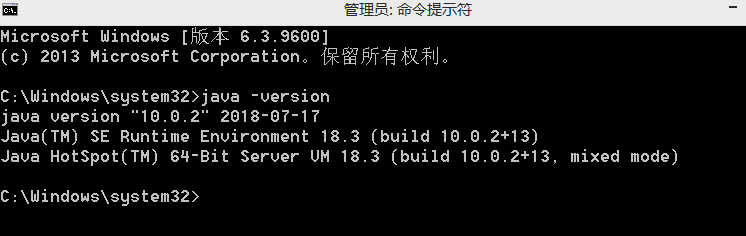 管理员: 命令提示符
Microsoft Windows [版本 6.3.9600]
(c) 2013 Microsoft Corporation。保留所有权利。
C:\Windows\system32>java -version
java version "10.0.2" 2018-07-17
Java(TM) SE Runtime Environment 18.3 (build 10.0.2+13)
Java HotSpot(TM) 64-Bit Server VM 18.3 (build 10.0.2+13, mixed mode)
C:\Windows\system32>